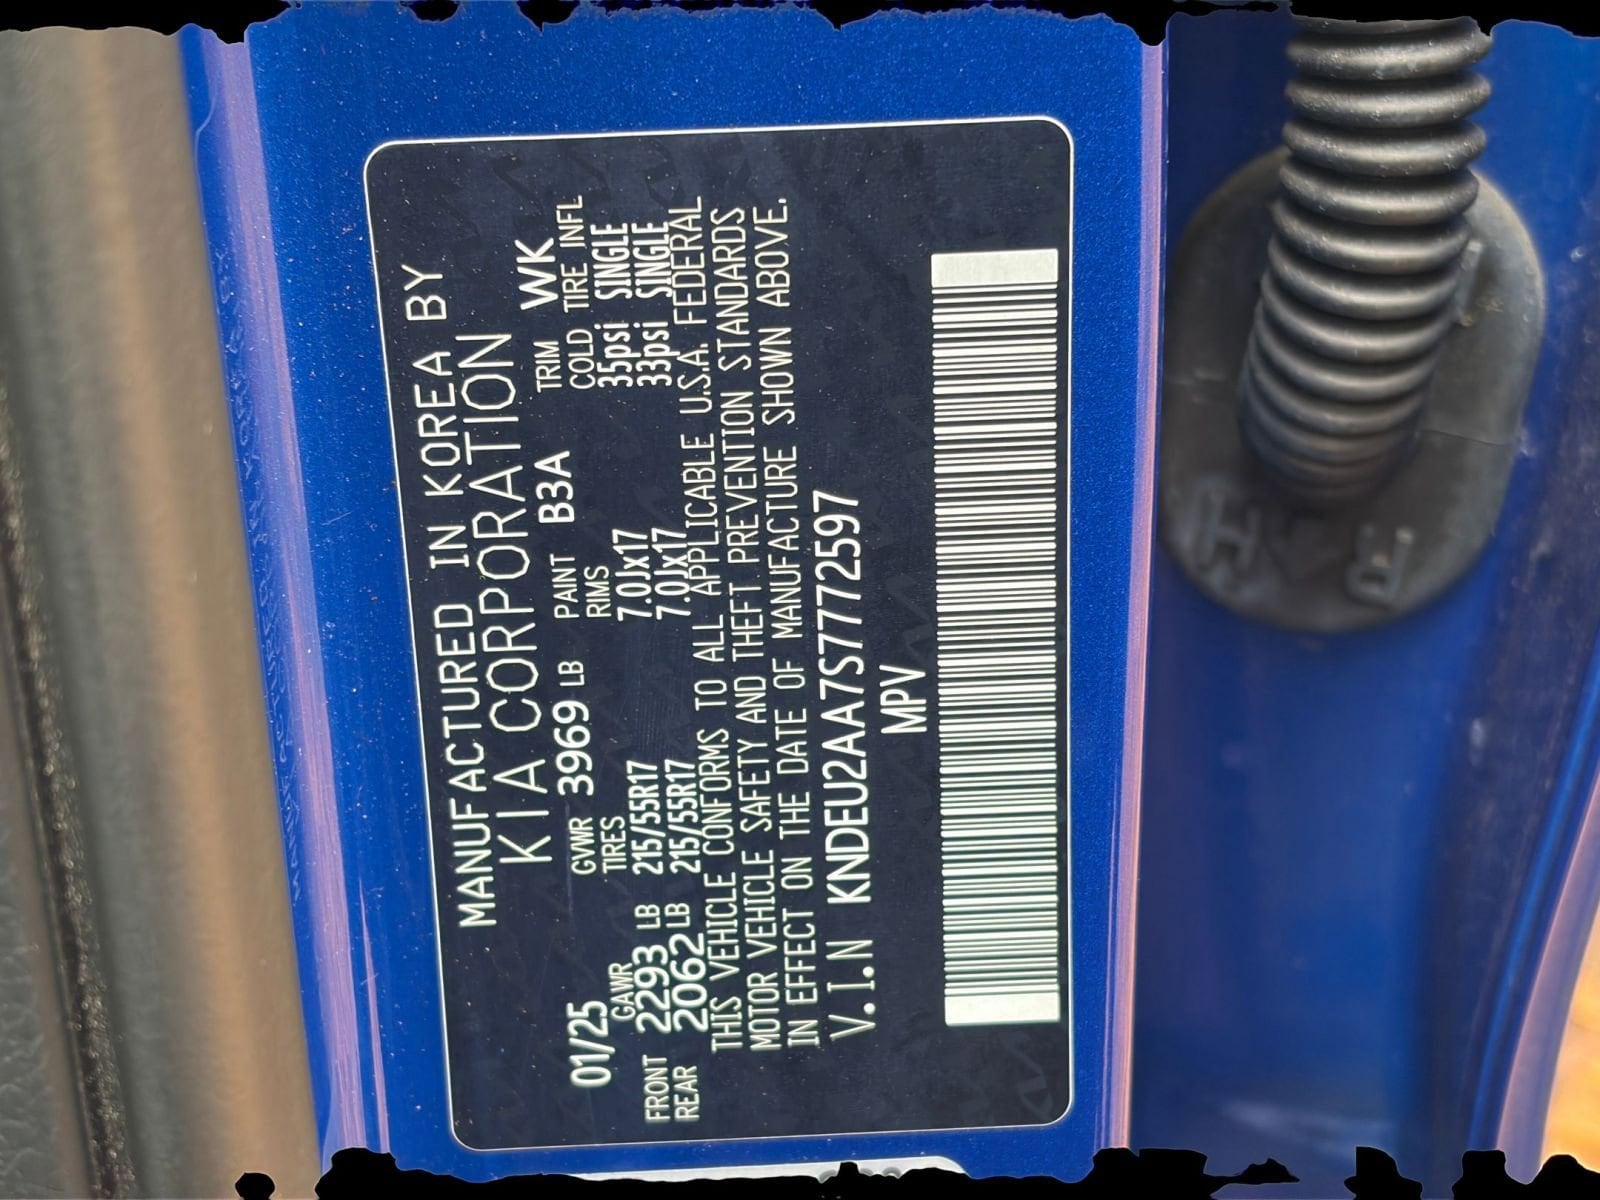 MANUFACTURED IN KOREA BY
KIA CORPORATION
01/25 GVWR 3969 LB PAINT B3A TRIM WK
GAWR TIRES RIMS COLD TIRE INFL
FRONT 2293 LB 215/55R17 7.0Jx17 35psi SINGLE
REAR 2062 LB 215/55R17 7.0Jx17 33psi SINGLE
THIS VEHICLE CONFORMS TO ALL APPLICABLE U.S.A. FEDERAL
MOTOR VEHICLE SAFETY AND THEFT PREVENTION STANDARDS
IN EFFECT ON THE DATE OF MANUFACTURE SHOWN ABOVE.
V.I.N KNDEU2AA7S7772597
MPV
RH